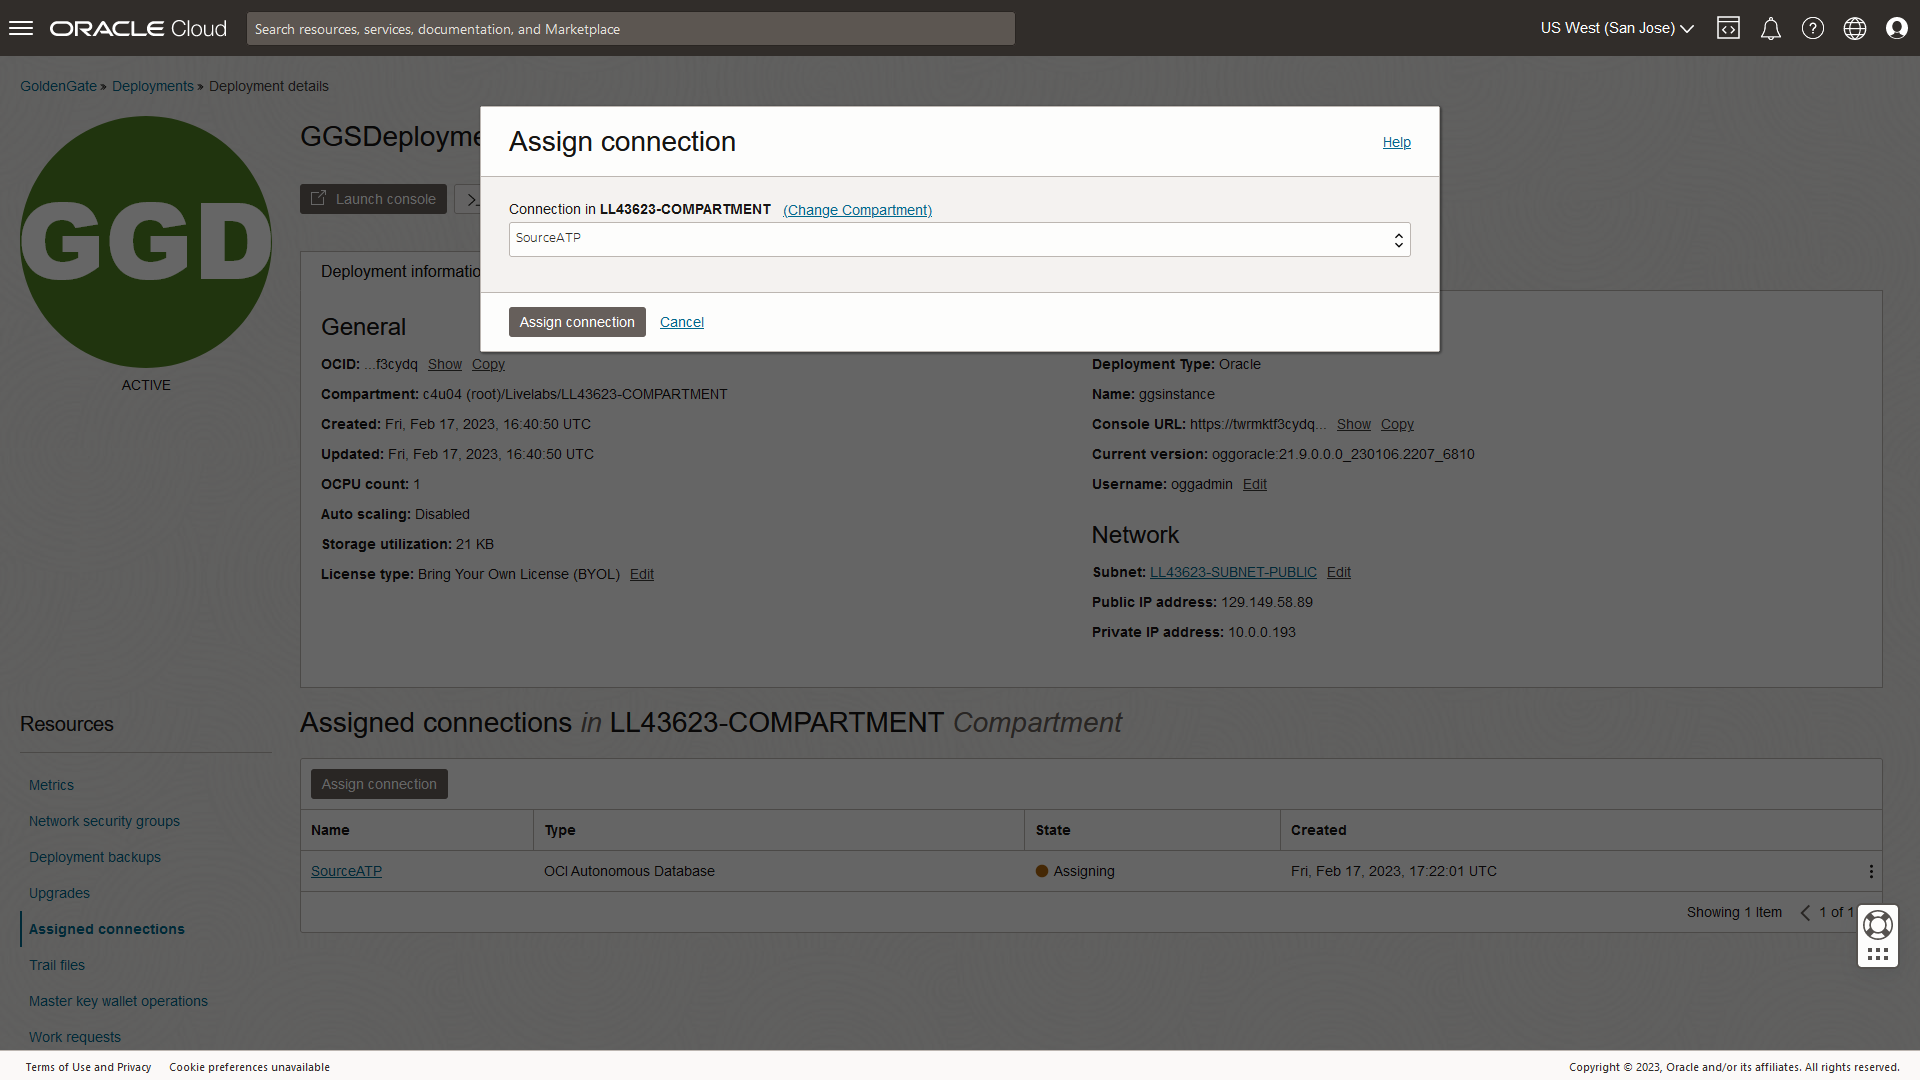 ORACLE Cloud
Search resources, services, documentation, and Marketplace
US West (San Jose)
GoldenGate » Deployments » Deployment details
GGD
ACTIVE
GGSDeployme
Launch console
Assign connection
Help
Connection in LL43623-COMPARTMENT (Change Compartment)
SourceATP
Assign connection Cancel
Deployment informatio
General
OCID: ...f3cydq Show Copy
Compartment: c4u04 (root)/Livelabs/LL43623-COMPARTMENT
Created: Fri, Feb 17, 2023, 16:40:50 UTC
Updated: Fri, Feb 17, 2023, 16:40:50 UTC
OCPU count: 1
Auto scaling: Disabled
Storage utilization: 21 KB
License type: Bring Your Own License (BYOL) Edit
Deployment Type: Oracle
Name: ggsinstance
Console URL: https://twrmktf3cydq... Show Copy
Current version: oggoracle:21.9.0.0.0_230106.2207_6810
Username: oggadmin Edit
Network
Subnet: LL43623-SUBNET-PUBLIC Edit
Public IP address: 129.149.58.89
Private IP address: 10.0.0.193
Resources
Metrics
Network security groups
Deployment backups
Upgrades
Assigned connections
Trail files
Master key wallet operations
Work requests
Assigned connections in LL43623-COMPARTMENT Compartment
Assign connection
Name Type State Created
SourceATP OCI Autonomous Database Assigning Fri, Feb 17, 2023, 17:22:01 UTC
Showing 1 Item 1 of 1
Terms of Use and Privacy Cookie preferences unavailable
Copyright © 2023, Oracle and/or its affiliates. All rights reserved.